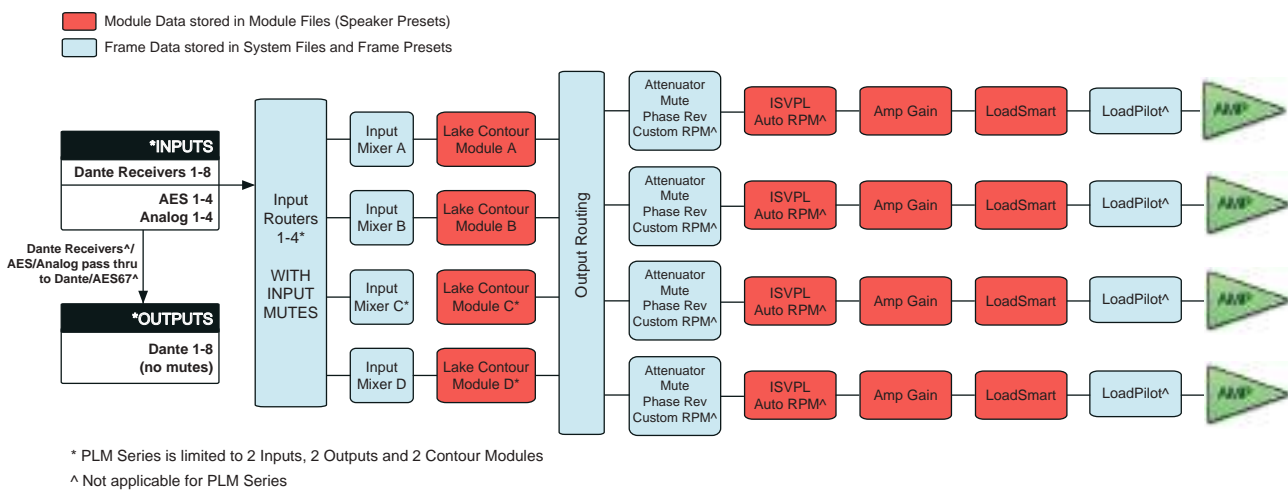 Module Data stored in Module Files (Speaker Presets)
Frame Data stored in System Files and Frame Presets
*INPUTS
Dante Receivers 1-8
AES 1-4
Analog 1-4
Dante Receivers^/
AES/Analog pass thru
to Dante/AES67^
*OUTPUTS
Dante 1-8
(no mutes)
Input
Routers
1-4*
WITH
INPUT
MUTES
Input
Mixer A
Lake Contour
Module A
Input
Mixer B
Lake Contour
Module B
Input
Mixer C*
Lake Contour
Module C*
Input
Mixer D
Lake Contour
Module D*
Output Routing
Attenuator
Mute
Phase Rev
Custom RPM^
ISVPL
Auto RPM^
Amp Gain
LoadSmart
LoadPilot^
AMP
Attenuator
Mute
Phase Rev
Custom RPM^
ISVPL
Auto RPM^
Amp Gain
LoadSmart
LoadPilot^
AMP
Attenuator
Mute
Phase Rev
Custom RPM^
ISVPL
Auto RPM^
Amp Gain
LoadSmart
LoadPilot^
AMP
Attenuator
Mute
Phase Rev
Custom RPM^
ISVPL
Auto RPM^
Amp Gain
LoadSmart
LoadPilot^
AMP
* PLM Series is limited to 2 Inputs, 2 Outputs and 2 Contour Modules
^ Not applicable for PLM Series